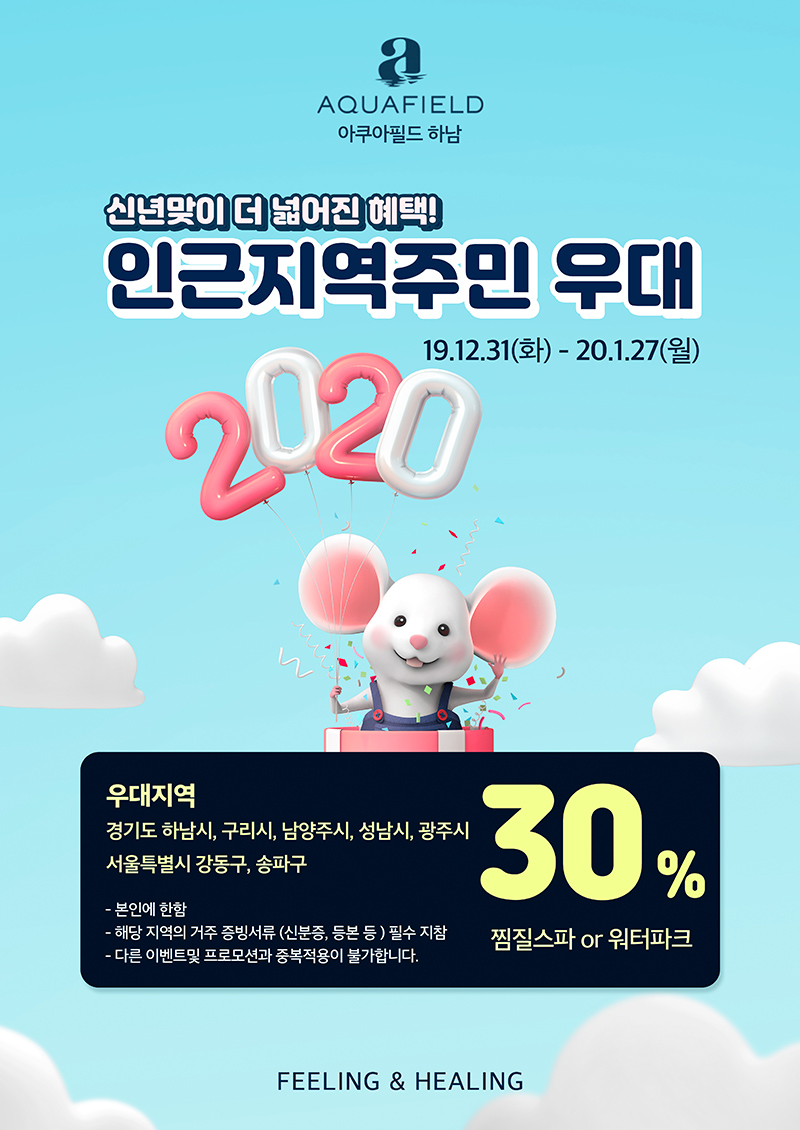 a
AQUAFIELD
아쿠아필드 하남
신년맞이 더 넓어진 혜택!
인근지역주민 우대
19.12.31(화) - 20.1.27(월)
2020
우대지역
경기도 하남시, 구리시, 남양주시, 성남시, 광주시
서울특별시 강동구, 송파구
- 본인에 한함
- 해당 지역의 거주 증빙서류 (신분증, 등본 등 ) 필수 지참
- 다른 이벤트및 프로모션과 중복적용이 불가합니다.
30 %
찜질스파 or 워터파크
FEELING & HEALING